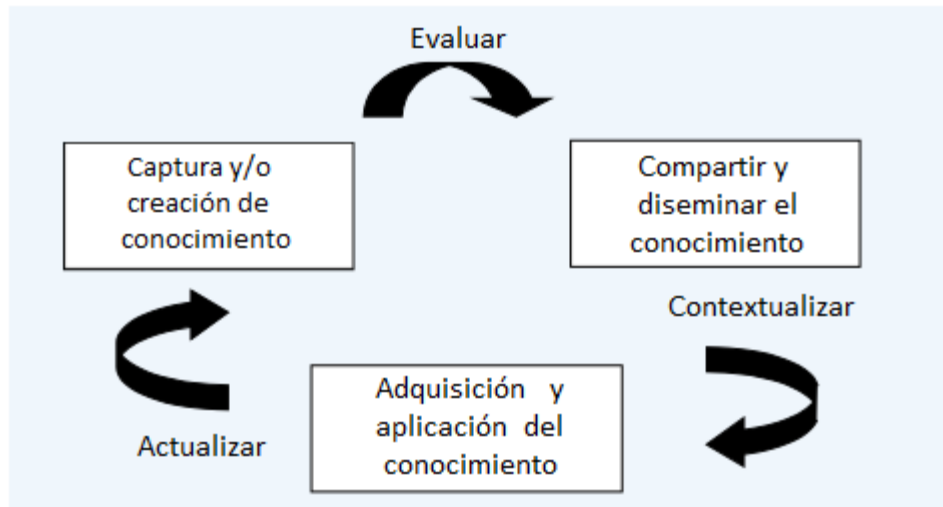 Evaluar
Captura y/o
creación de
conocimiento
Compartir y
diseminar el
conocimiento
Contextualizar
Adquisición y
aplicación del
conocimiento
Actualizar